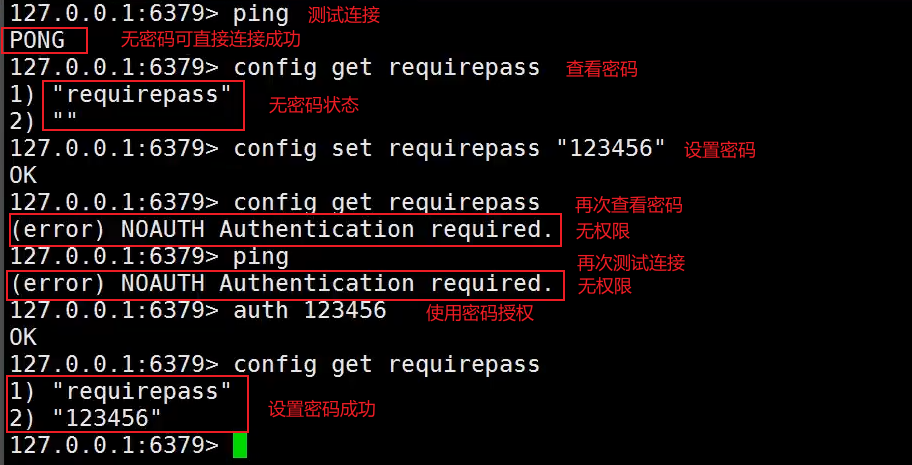 127.0.0.1:6379> ping 测试连接
PONG 无密码可直接连接成功
127.0.0.1:6379> config get requirepass 查看密码
1) "requirepass"
无密码状态
2) ""
127.0.0.1:6379> config set requirepass "123456" 设置密码
OK
127.0.0.1:6379> config get requirepass 再次查看密码
(error) NOAUTH Authentication required. 无权限
127.0.0.1:6379> ping 再次测试连接
(error) NOAUTH Authentication required. 无权限
127.0.0.1:6379> auth 123456 使用密码授权
OK
127.0.0.1:6379> config get requirepass
1) "requirepass"
设置密码成功
2) "123456"
127.0.0.1:6379>